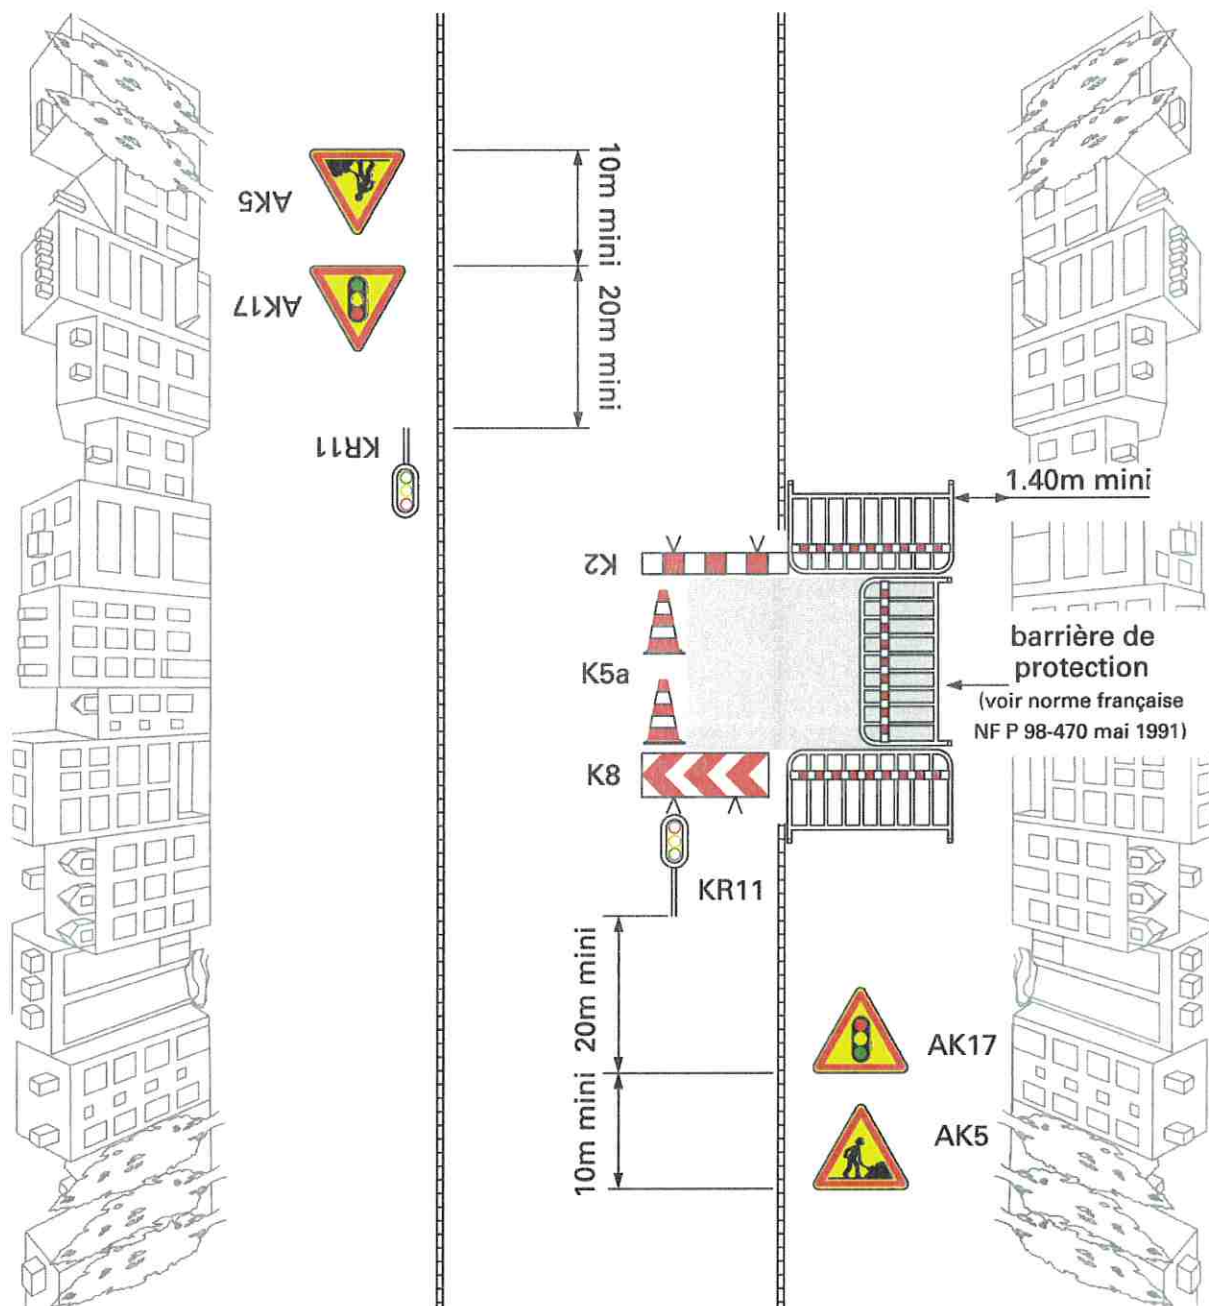 AK5
10m mini
AK17
20m mini
KR11
1.40m mini
K2
K5a
barrière de
protection
(voir norme française
NF P 98-470 mai 1991)
K8
KR11
20m mini
AK17
10m mini
AK5